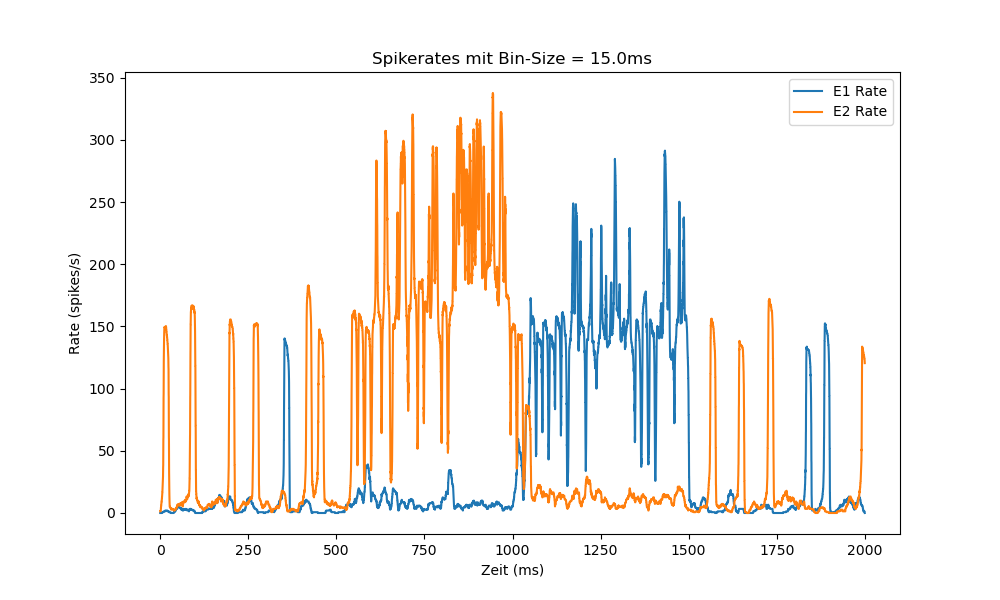 Spikerates mit Bin-Size = 15.0ms
E1 Rate
E2 Rate
350
300
250
200
150
100
50
0
Rate (spikes/s)
0 250 500 750 1000 1250 1500 1750 2000
Zeit (ms)